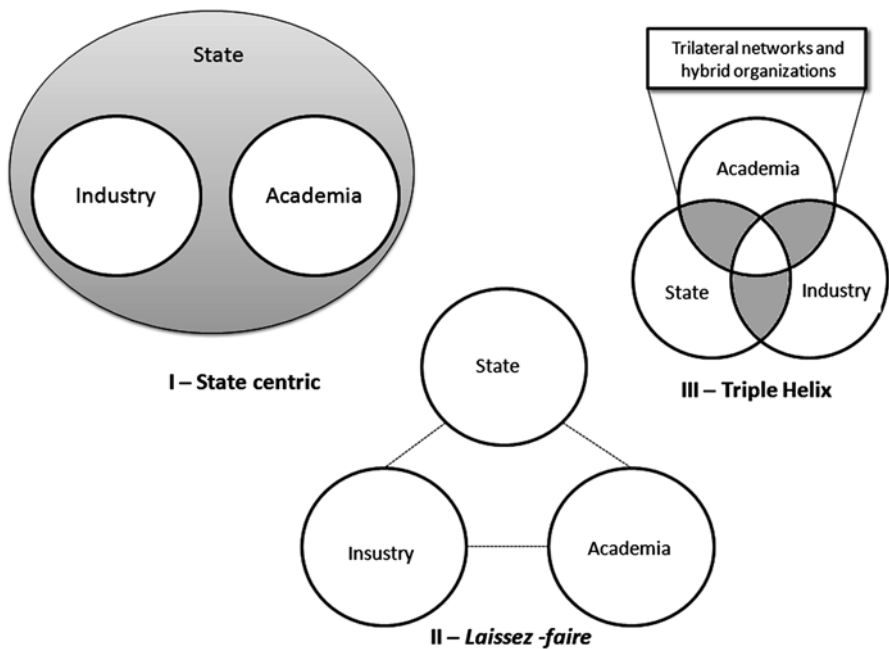 State
Industry
Academia
I – State centric
Trilateral networks and
hybrid organizations
Academia
State
Industry
III – Triple Helix
State
Insustry
Academia
II – Laissez -faire